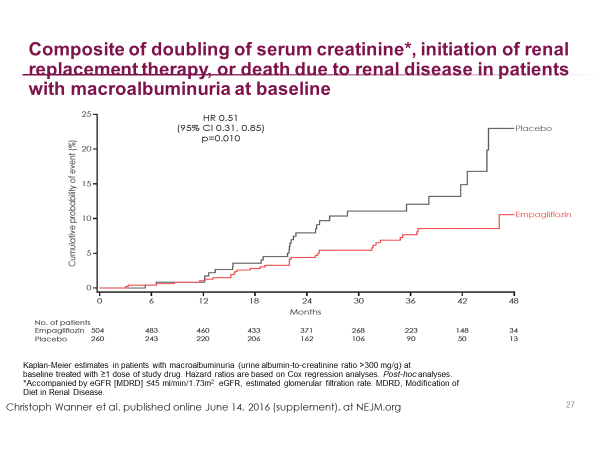 Composite of doubling of serum creatinine*, initiation of renal
replacement therapy, or death due to renal disease in patients
with macroalbuminuria at baseline
HR 0.51
(95% CI 0.31, 0.85)
p=0.010
Cumulative probability of event (%)
25
20
15
10
5
0
Placebo
Empagliflozin
0 6 12 18 24 30 36 42 48
Months
No. of patients
Empagliflozin 504 483 460 433 371 268 223 148 34
Placebo 260 243 220 206 162 106 90 50 13
Kaplan-Meier estimates in patients with macroalbuminuria (urine albumin-to-creatinine ratio >300 mg/g) at
baseline treated with ≥1 dose of study drug. Hazard ratios are based on Cox regression analyses. Post-hoc analyses.
*Accompanied by eGFR [MDRD] ≤45 ml/min/1.73m² eGFR, estimated glomerular filtration rate. MDRD, Modification of
Diet in Renal Disease.
Christoph Wanner et al. published online June 14, 2016 (supplement), at NEJM.org
27